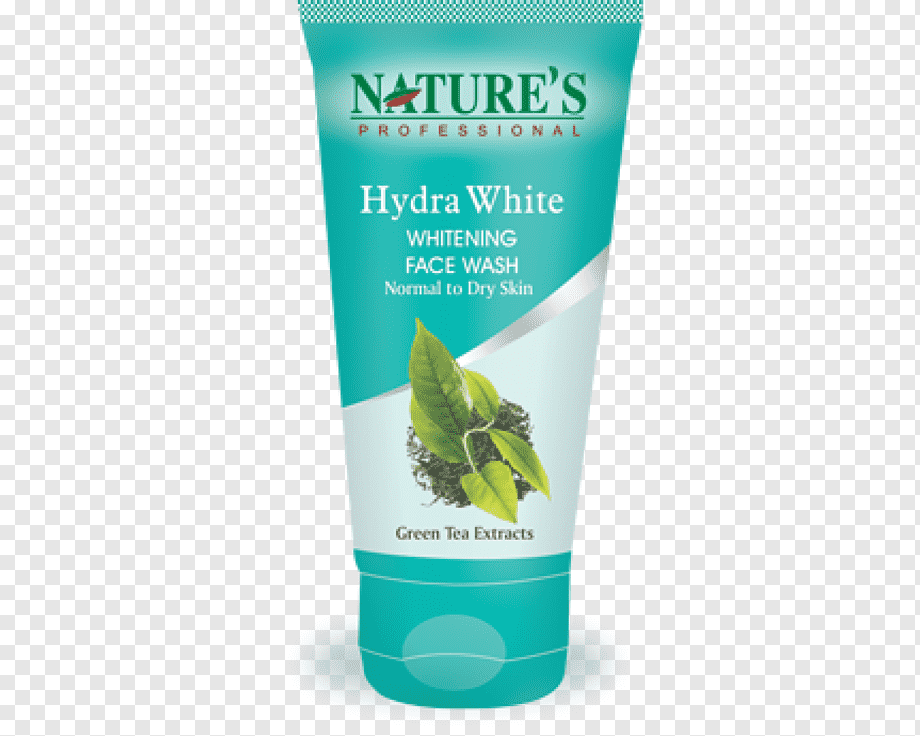 NATURE'S
PROFESSIONAL
Hydra White
WHITENING
FACE WASH
Normal to Dry Skin
Green Tea Extracts